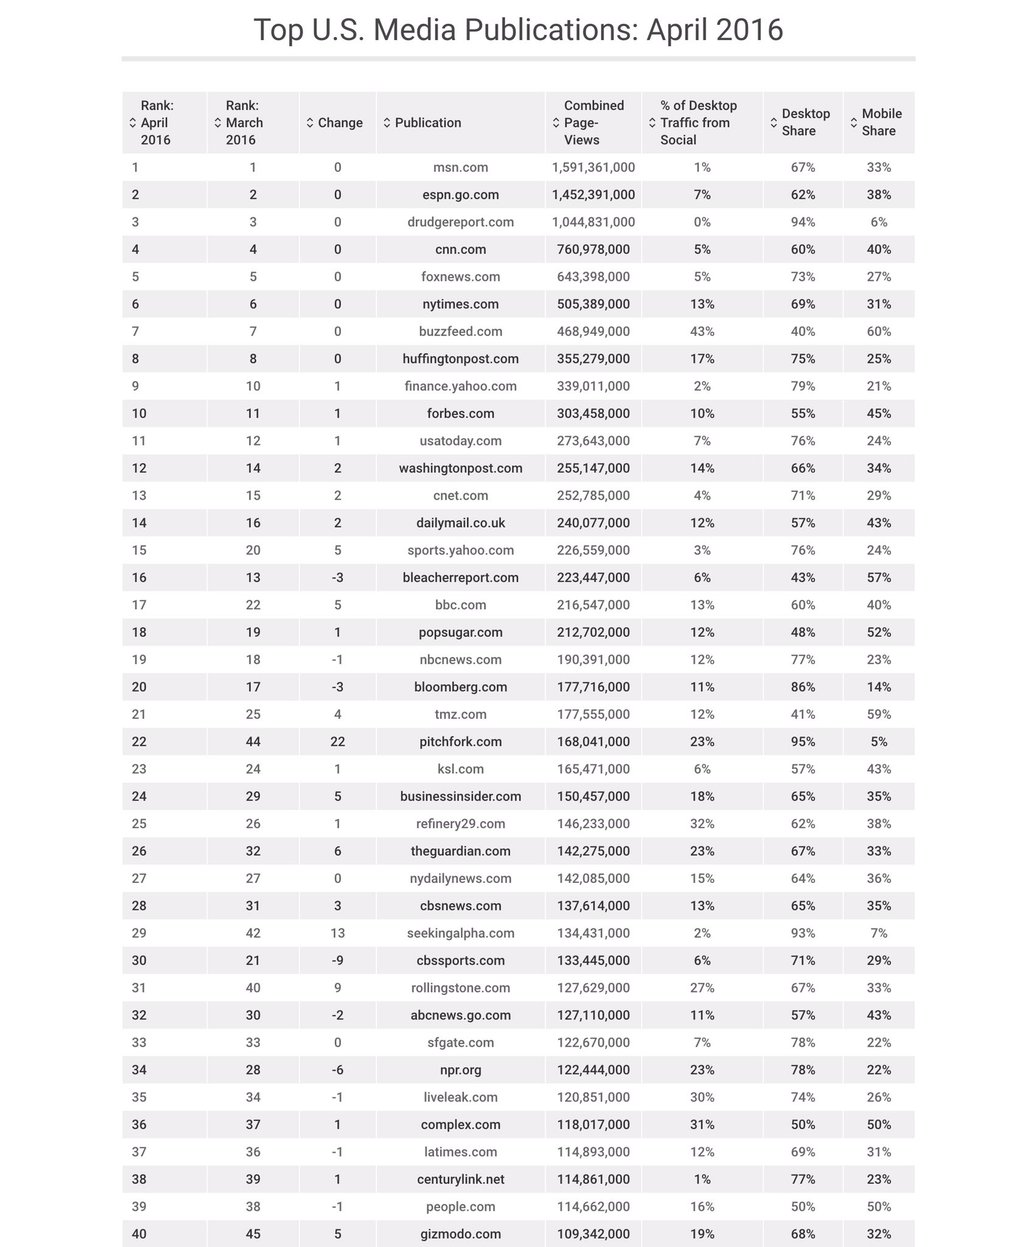 Top U.S. Media Publications: April 2016
Rank: April 2016 Rank: March 2016 Change Publication Combined Page-Views % of Desktop Traffic from Social Desktop Share Mobile Share
1 1 0 msn.com 1,591,361,000 1% 67% 33%
2 2 0 espn.go.com 1,452,391,000 7% 62% 38%
3 3 0 drudgereport.com 1,044,831,000 0% 94% 6%
4 4 0 cnn.com 760,978,000 5% 60% 40%
5 5 0 foxnews.com 643,398,000 5% 73% 27%
6 6 0 nytimes.com 505,389,000 13% 69% 31%
7 7 0 buzzfeed.com 468,949,000 43% 40% 60%
8 8 0 huffingtonpost.com 355,279,000 17% 75% 25%
9 10 1 finance.yahoo.com 339,011,000 2% 79% 21%
10 11 1 forbes.com 303,458,000 10% 55% 45%
11 12 1 usatoday.com 273,643,000 7% 76% 24%
12 14 2 washingtonpost.com 255,147,000 14% 66% 34%
13 15 2 cnet.com 252,785,000 4% 71% 29%
14 16 2 dailymail.co.uk 240,077,000 12% 57% 43%
15 20 5 sports.yahoo.com 226,559,000 3% 76% 24%
16 13 -3 bleacherreport.com 223,447,000 6% 43% 57%
17 22 5 bbc.com 216,547,000 13% 60% 40%
18 19 1 popsugar.com 212,702,000 12% 48% 52%
19 18 -1 nbcnews.com 190,391,000 12% 77% 23%
20 17 -3 bloomberg.com 177,716,000 11% 86% 14%
21 25 4 tmz.com 177,555,000 12% 41% 59%
22 44 22 pitchfork.com 168,041,000 23% 95% 5%
23 24 1 ksl.com 165,471,000 6% 57% 43%
24 29 5 businessinsider.com 150,457,000 18% 65% 35%
25 26 1 refinery29.com 146,233,000 32% 62% 38%
26 32 6 theguardian.com 142,275,000 23% 67% 33%
27 27 0 nydailynews.com 142,085,000 15% 64% 36%
28 31 3 cbsnews.com 137,614,000 13% 65% 35%
29 42 13 seekingalpha.com 134,431,000 2% 93% 7%
30 21 -9 cbssports.com 133,445,000 6% 71% 29%
31 40 9 rollingstone.com 127,629,000 27% 67% 33%
32 30 -2 abcnews.go.com 127,110,000 11% 57% 43%
33 33 0 sfgate.com 122,670,000 7% 78% 22%
34 28 -6 npr.org 122,444,000 23% 78% 22%
35 34 -1 liveleak.com 120,851,000 30% 74% 26%
36 37 1 complex.com 118,017,000 31% 50% 50%
37 36 -1 latimes.com 114,893,000 12% 69% 31%
38 39 1 centurylink.net 114,861,000 1% 77% 23%
39 38 -1 people.com 114,662,000 16% 50% 50%
40 45 5 gizmodo.com 109,342,000 19% 68% 32%